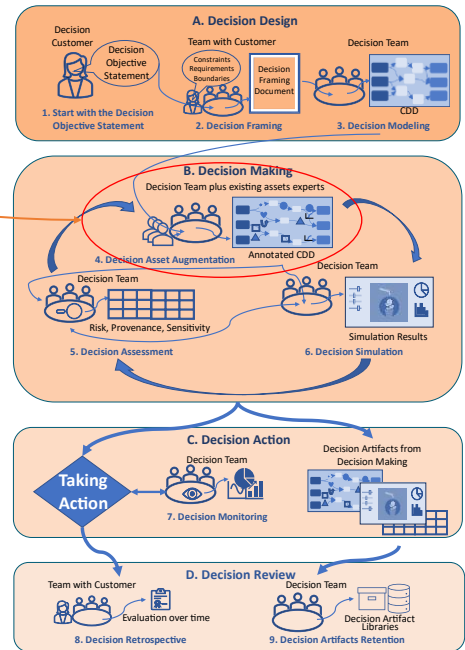 A. Decision Design
Decision
Customer
Decision
Objective
Statement
1. Start with the Decision
Objective Statement
Team with Customer
Constraints
Requirements
Boundaries
Decision
Framing
Document
2. Decision Framing
Decision Team
CDD
3. Decision Modeling
B. Decision Making
Decision Team plus existing assets experts
4. Decision Asset Augmentation
Annotated CDD
Decision Team
Risk, Provenance, Sensitivity
5. Decision Assessment
Decision Team
Simulation Results
6. Decision Simulation
C. Decision Action
Taking
Action
Decision Team
7. Decision Monitoring
Decision Artifacts from
Decision Making
D. Decision Review
Team with Customer
Evaluation over time
8. Decision Retrospective
Decision Team
Decision Artifact
Libraries
9. Decision Artifacts Retention